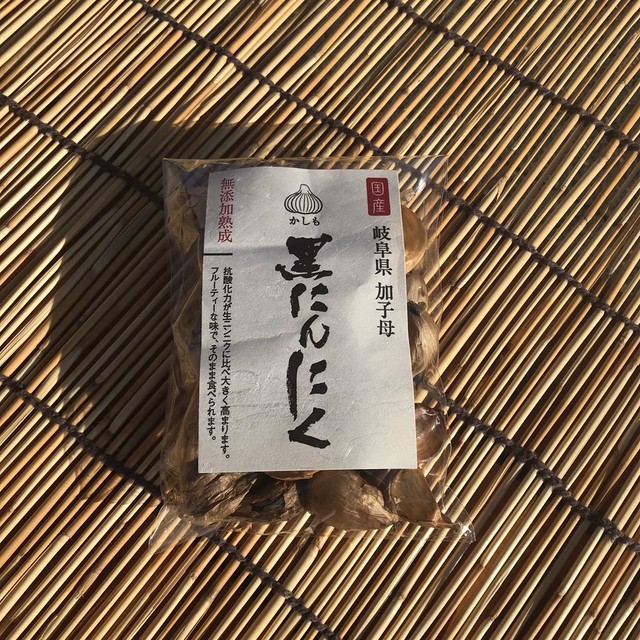 国産
岐阜県 加子母
かしも
黒にんにく
無添加熟成
抗酸化力が生ニンニクに比べ大きく高まります。
フルーティーな味で、そのまま食べられます。